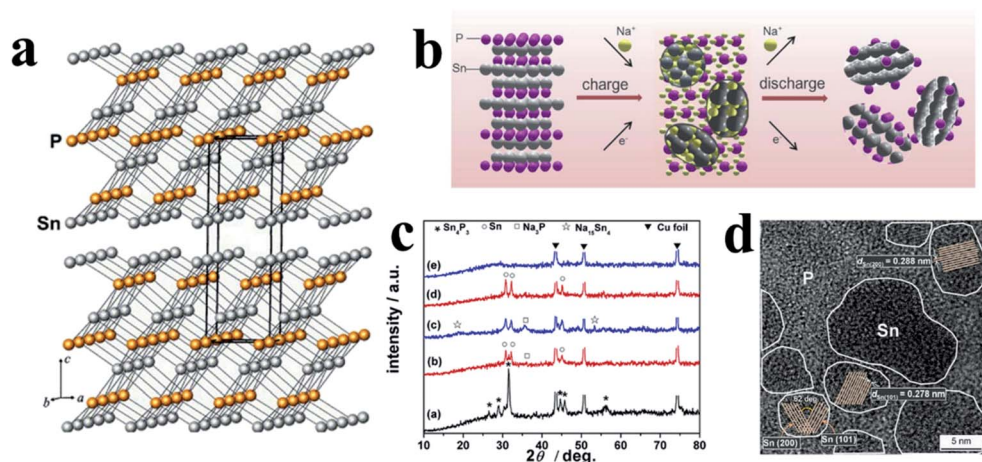 a
P
Sn
c
b
a
b
P
Sn
Na⁺
charge
e⁻
Na⁺
discharge
e⁻
c
* Sn₄P₃ ○ Sn □ Na₃P ☆ Na₁₅Sn₄ ▼ Cu foil
intensity / a.u.
(e)
(d)
(c)
(b)
(a)
10 20 30 40 50 60 70 80
2θ / deg.
d
P
dSn(200) = 0.288 nm
Sn
dSn(101) = 0.278 nm
82 deg
Sn (200)
Sn (101)
5 nm